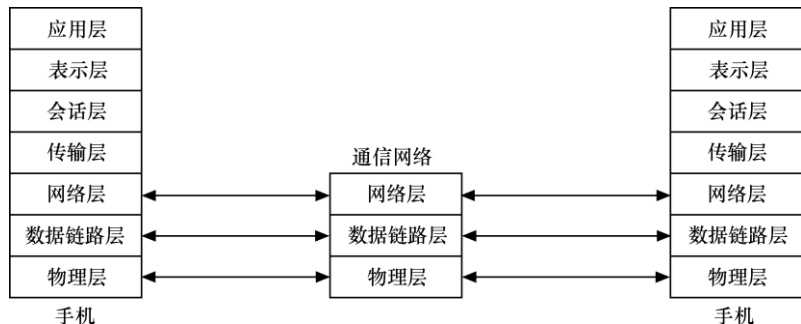 应用层
表示层
会话层
传输层
网络层
数据链路层
物理层
手机
通信网络
网络层
数据链路层
物理层
应用层
表示层
会话层
传输层
网络层
数据链路层
物理层
手机